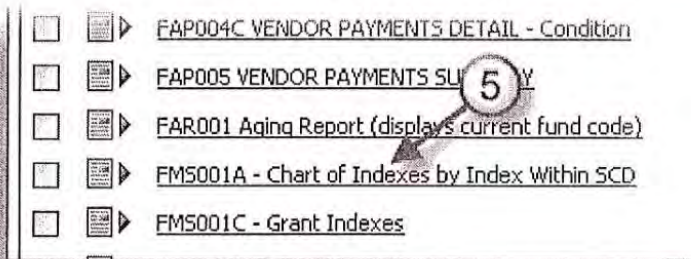 FAP004C VENDOR PAYMENTS DETAIL - Condition
FAP005 VENDOR PAYMENTS
5
FAR001 Aging Report (displays current fund code)
FMS001A - Chart of Indexes by Index Within SCD
FMS001C - Grant Indexes